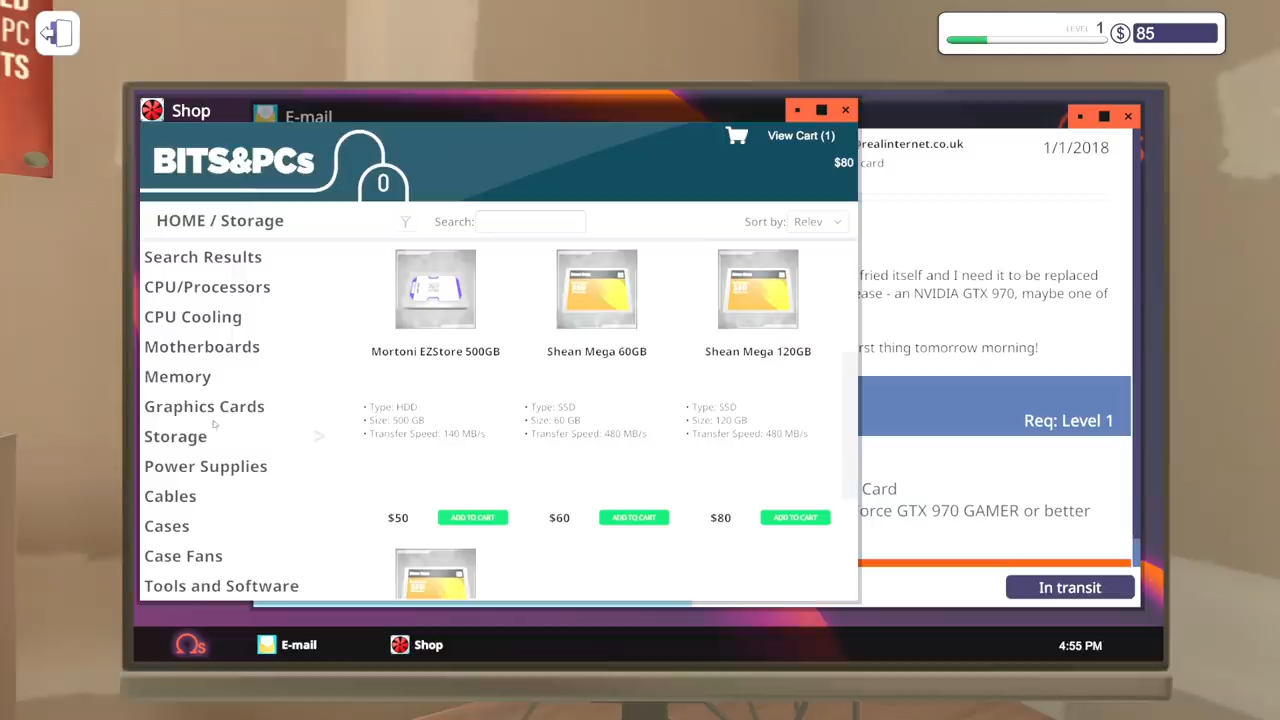 PC
TS
LEVEL 1
$ 85
Shop
E-mail
BITS&PCs
0
View Cart (1)
$80
@realinternet.co.uk
1/1/2018
card
HOME / Storage
Search:
Sort by: Relev
Search Results
CPU/Processors
CPU Cooling
Motherboards
Memory
Graphics Cards
Storage >
Power Supplies
Cables
Cases
Case Fans
Tools and Software
Mortoni EZStore 500GB
• Type: HDD
• Size: 500 GB
• Transfer Speed: 140 MB/s
$50 ADD TO CART
Shean Mega 60GB
• Type: SSD
• Size: 60 GB
• Transfer Speed: 480 MB/s
$60 ADD TO CART
Shean Mega 120GB
• Type: SSD
• Size: 120 GB
• Transfer Speed: 480 MB/s
$80 ADD TO CART
fried itself and I need it to be replaced
ase - an NVIDIA GTX 970, maybe one of
rst thing tomorrow morning!
Req: Level 1
Card
orce GTX 970 GAMER or better
In transit
Ωs
E-mail
Shop
4:55 PM